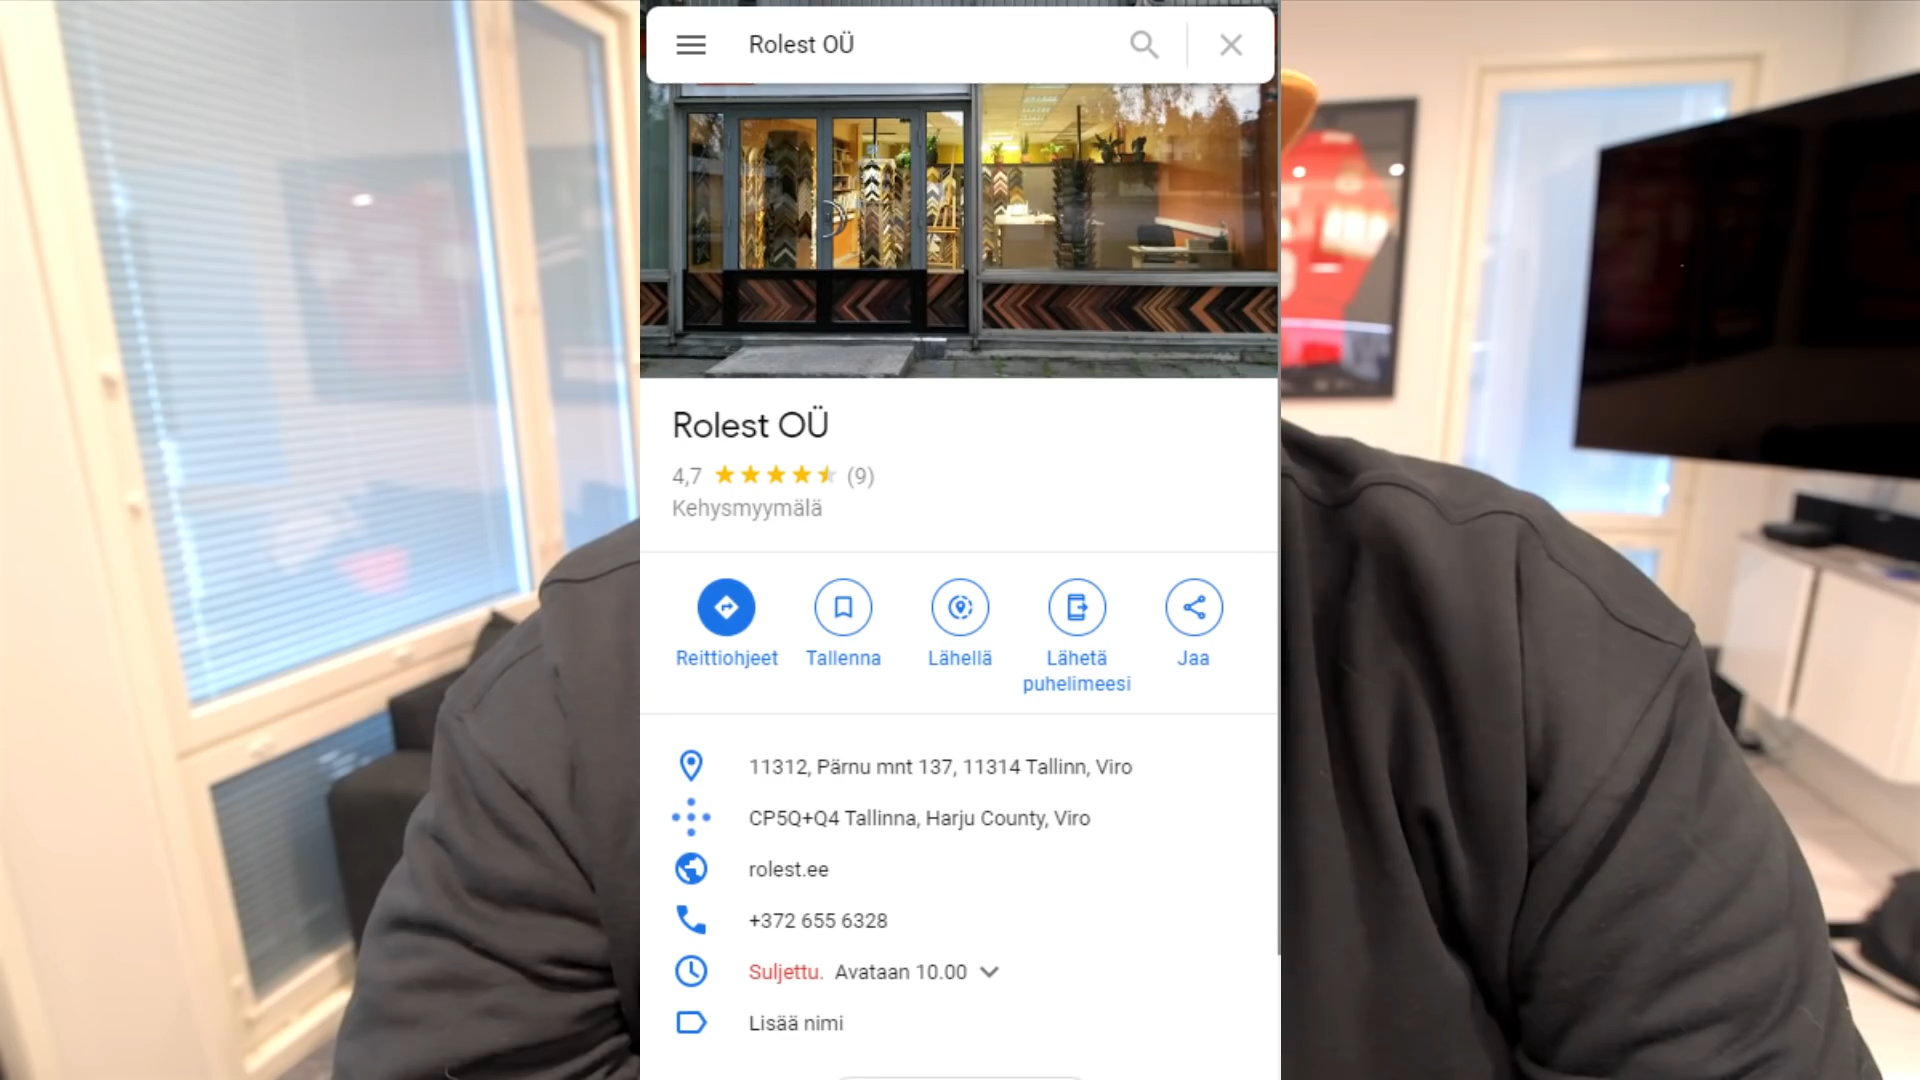 Rolest OÜ
Rolest OÜ
4,7 (9)
Kehysmyymälä
Reittiohjeet
Tallenna
Lähellä
Lähetä
puhelimeesi
Jaa
11312, Pärnu mnt 137, 11314 Tallinn, Viro
CP5Q+Q4 Tallinna, Harju County, Viro
rolest.ee
+372 655 6328
Suljettu. Avataan 10.00
Lisää nimi